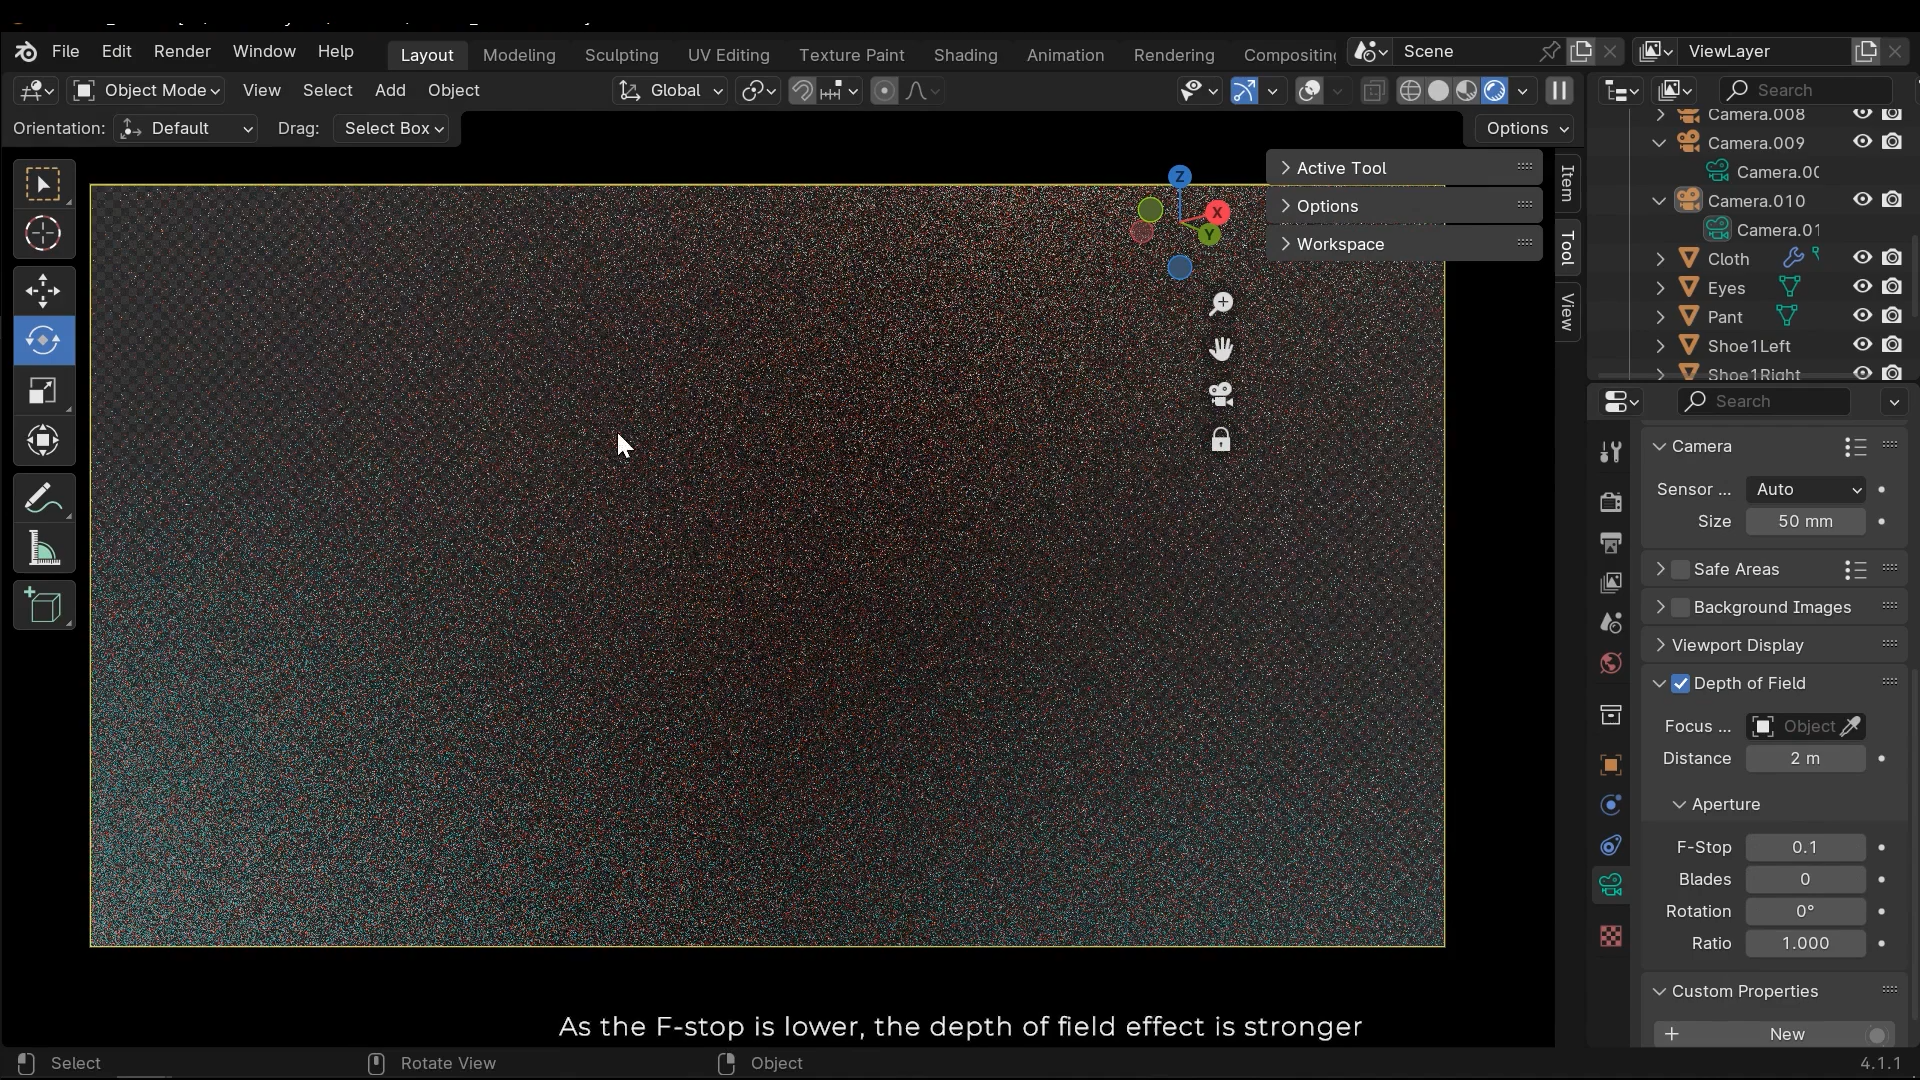 File Edit Render Window Help Layout Modeling Sculpting UV Editing Texture Paint Shading Animation Rendering Compositing Scene ViewLayer
Object Mode View Select Add Object Global Search
Orientation: Default Drag: Select Box Options
Active Tool
Options
Workspace
Item
Tool
View
Z
X
Y
Camera.008
Camera.009
Camera.00
Camera.010
Camera.01
Cloth
Eyes
Pant
Shoe1Left
Shoe1Right
Search
Camera
Sensor ... Auto
Size 50 mm
Safe Areas
Background Images
Viewport Display
Depth of Field
Focus ... Object
Distance 2 m
Aperture
F-Stop 0.1
Blades 0
Rotation 0°
Ratio 1.000
Custom Properties
+ New
As the F-stop is lower, the depth of field effect is stronger
Select Rotate View Object 4.1.1